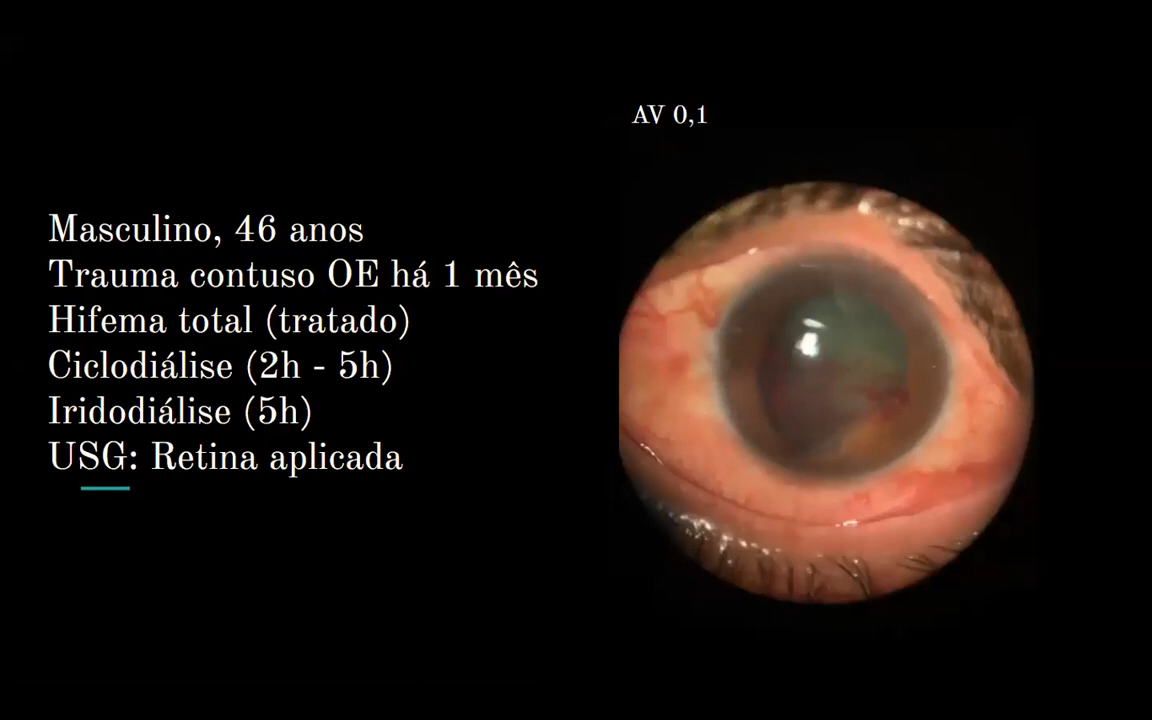 AV 0,1
Masculino, 46 anos
Trauma contuso OE há 1 mês
Hifema total (tratado)
Ciclodiálise (2h - 5h)
Iridodiálise (5h)
USG: Retina aplicada